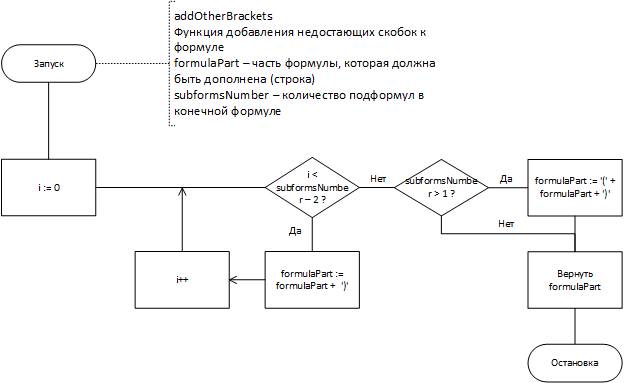 addOtherBrackets
Функция добавления недостающих скобок к
формуле
formulaPart – часть формулы, которая должна
быть дополнена (строка)
subformsNumber – количество подформул в
конечной формуле
Запуск
i := 0
i <
subformsNumbe
r – 2 ?
Нет
subformsNumbe
r > 1 ?
Да
formulaPart := '(' +
formulaPart + ')'
Да
Нет
i++
formulaPart :=
formulaPart + ')'
Вернуть
formulaPart
Остановка